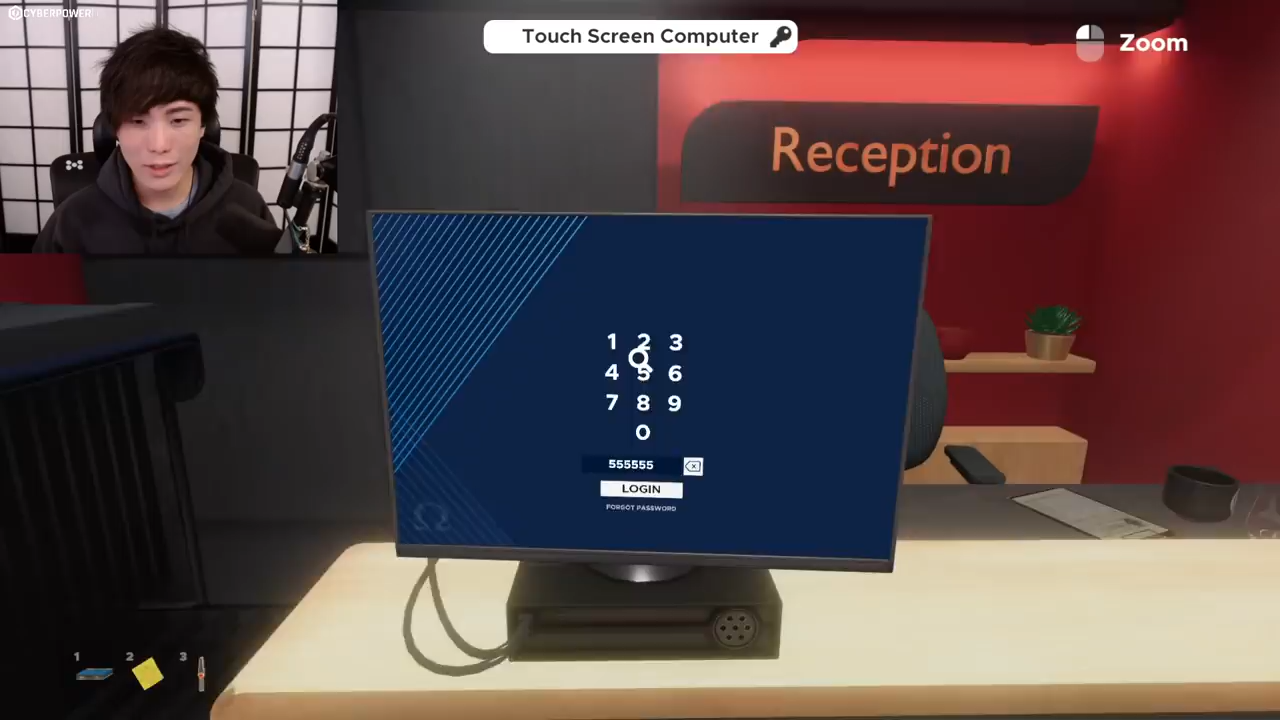 CYBERPOWER
Touch Screen Computer
Zoom
Reception
1 2 3
4 5 6
7 8 9
0
555555
LOGIN
FORGOT PASSWORD
1 2 3